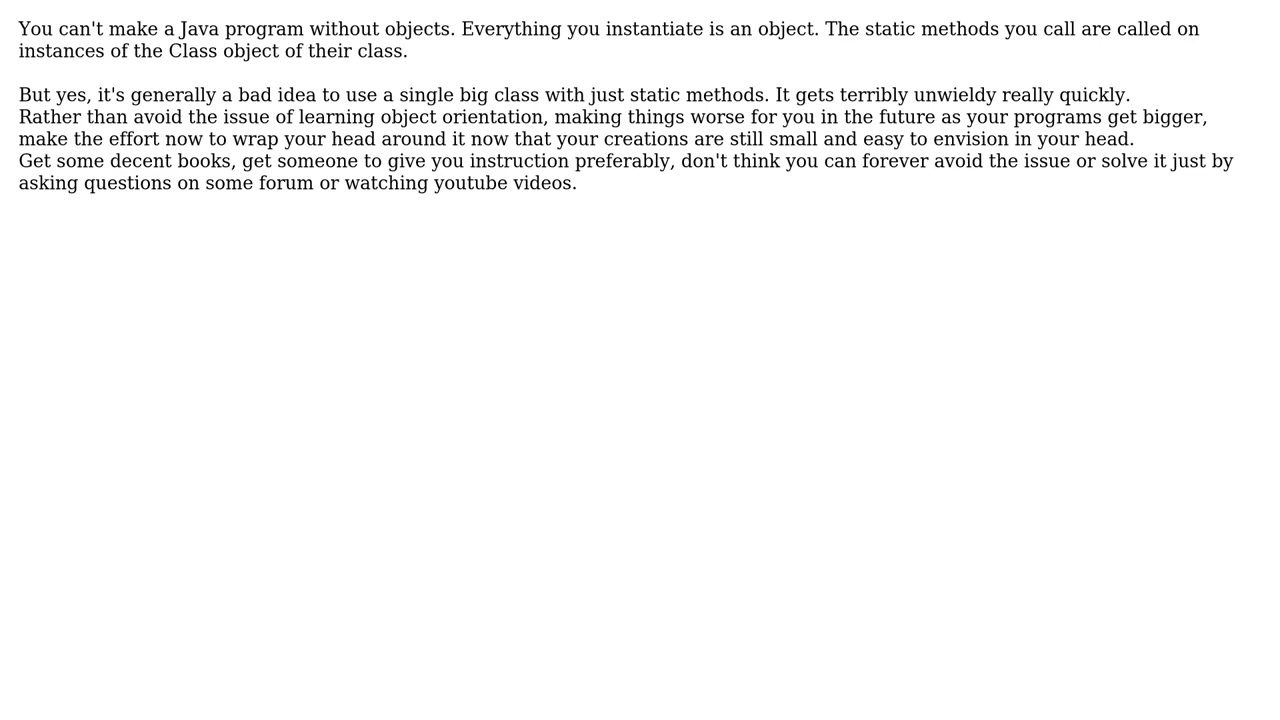 You can't make a Java program without objects. Everything you instantiate is an object. The static methods you call are called on
instances of the Class object of their class.

But yes, it's generally a bad idea to use a single big class with just static methods. It gets terribly unwieldy really quickly.
Rather than avoid the issue of learning object orientation, making things worse for you in the future as your programs get bigger,
make the effort now to wrap your head around it now that your creations are still small and easy to envision in your head.
Get some decent books, get someone to give you instruction preferably, don't think you can forever avoid the issue or solve it just by
asking questions on some forum or watching youtube videos.